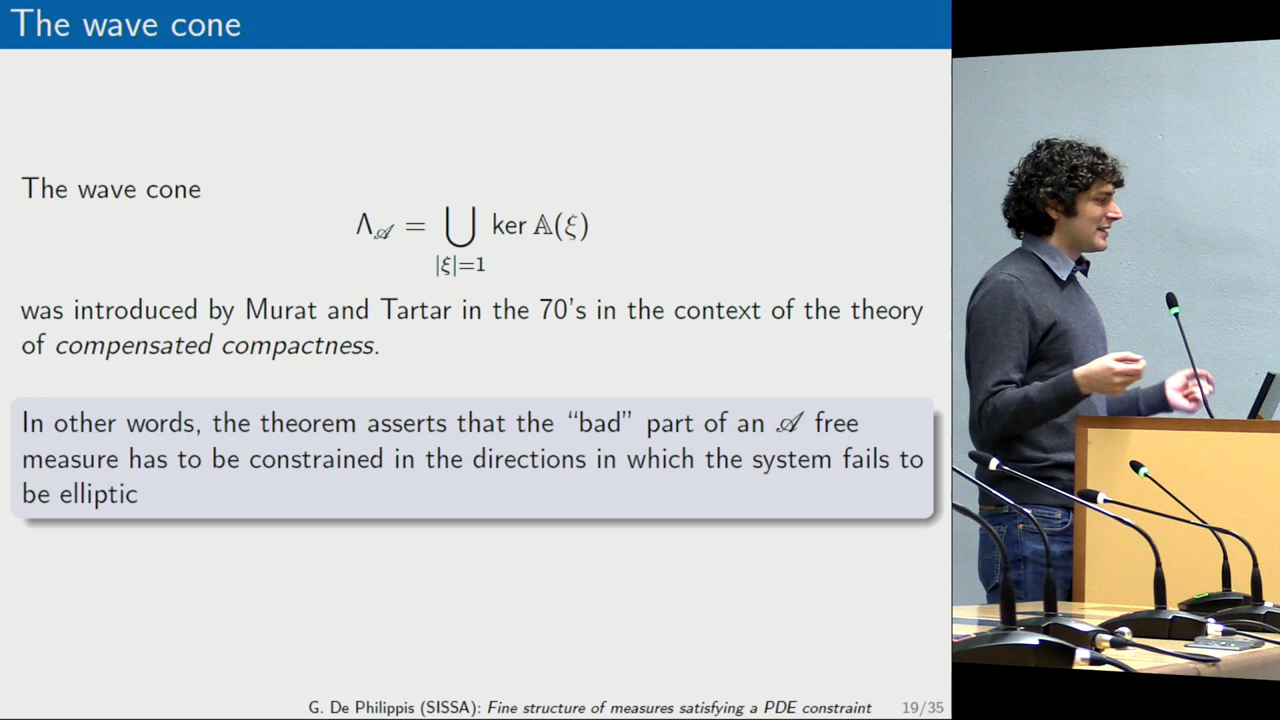 The wave cone
The wave cone
Λ𝒜 = ⋃ ker 𝔸(ξ)
|ξ|=1
was introduced by Murat and Tartar in the 70's in the context of the theory
of compensated compactness.
In other words, the theorem asserts that the “bad” part of an 𝒜 free
measure has to be constrained in the directions in which the system fails to
be elliptic
G. De Philippis (SISSA): Fine structure of measures satisfying a PDE constraint 19/35